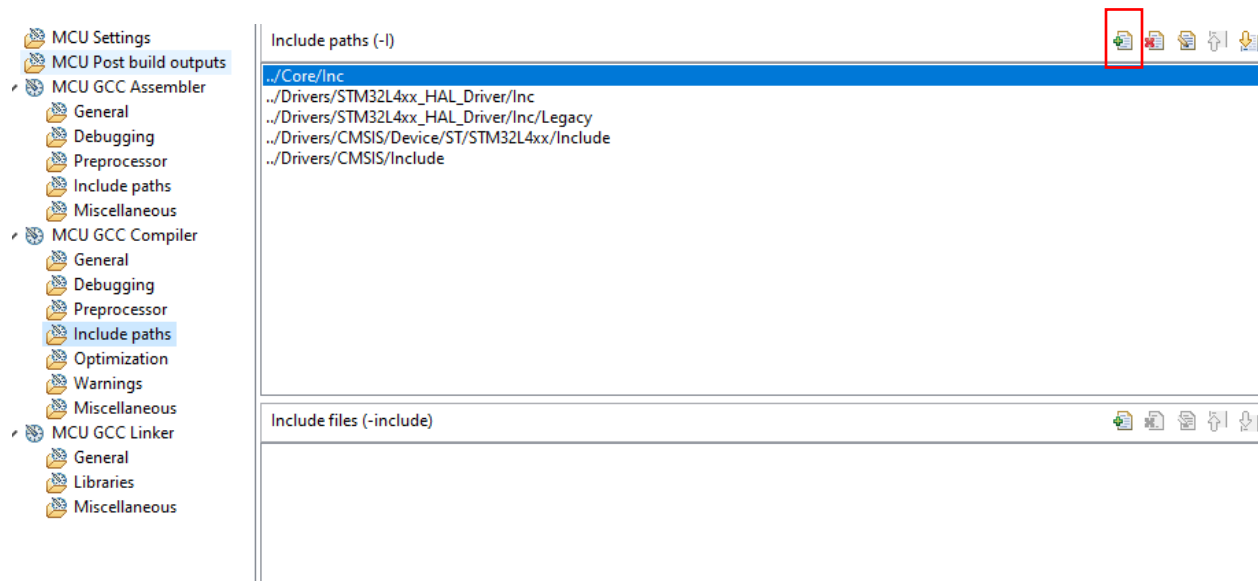 MCU Settings
MCU Post build outputs
MCU GCC Assembler
General
Debugging
Preprocessor
Include paths
Miscellaneous
MCU GCC Compiler
General
Debugging
Preprocessor
Include paths
Optimization
Warnings
Miscellaneous
MCU GCC Linker
General
Libraries
Miscellaneous
Include paths (-I)
../Core/Inc
../Drivers/STM32L4xx_HAL_Driver/Inc
../Drivers/STM32L4xx_HAL_Driver/Inc/Legacy
../Drivers/CMSIS/Device/ST/STM32L4xx/Include
../Drivers/CMSIS/Include
Include files (-include)